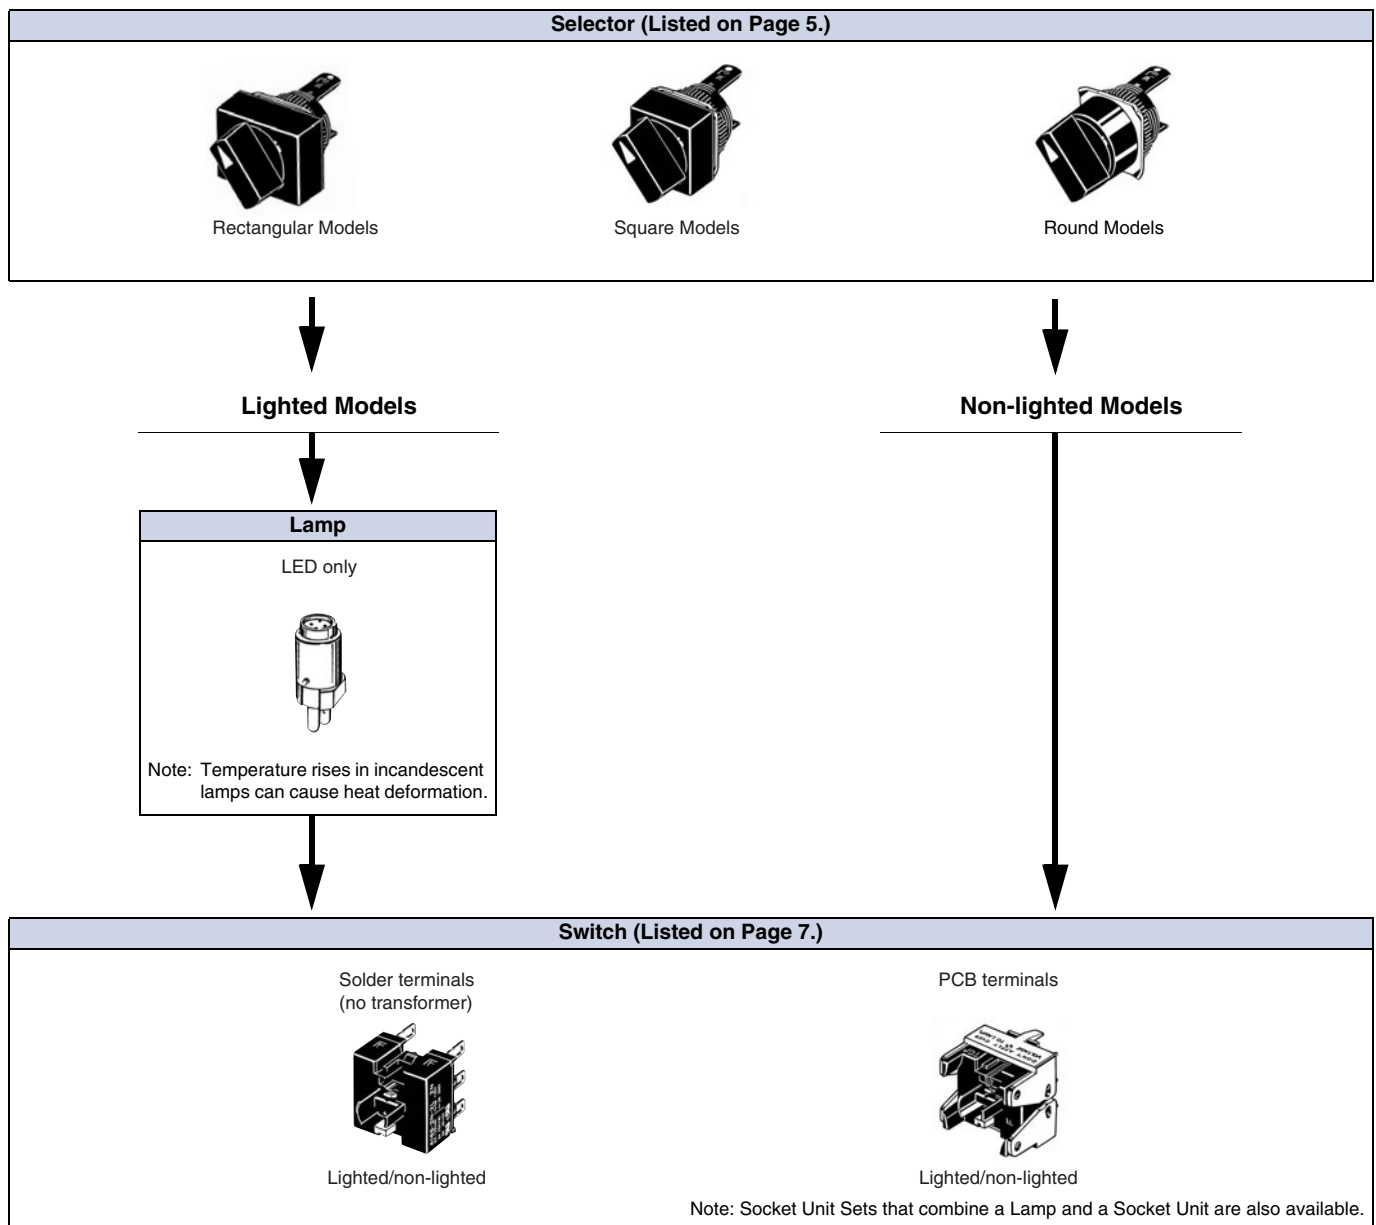 Selector (Listed on Page 5.)
Rectangular Models
Square Models
Round Models
Lighted Models
Non-lighted Models
Lamp
LED only
Note: Temperature rises in incandescent
lamps can cause heat deformation.
Switch (Listed on Page 7.)
Solder terminals
(no transformer)
PCB terminals
Lighted/non-lighted
Lighted/non-lighted
Note: Socket Unit Sets that combine a Lamp and a Socket Unit are also available.